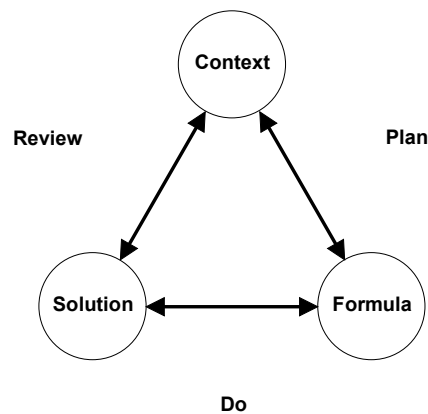 Context
Review
Plan
Solution
Formula
Do